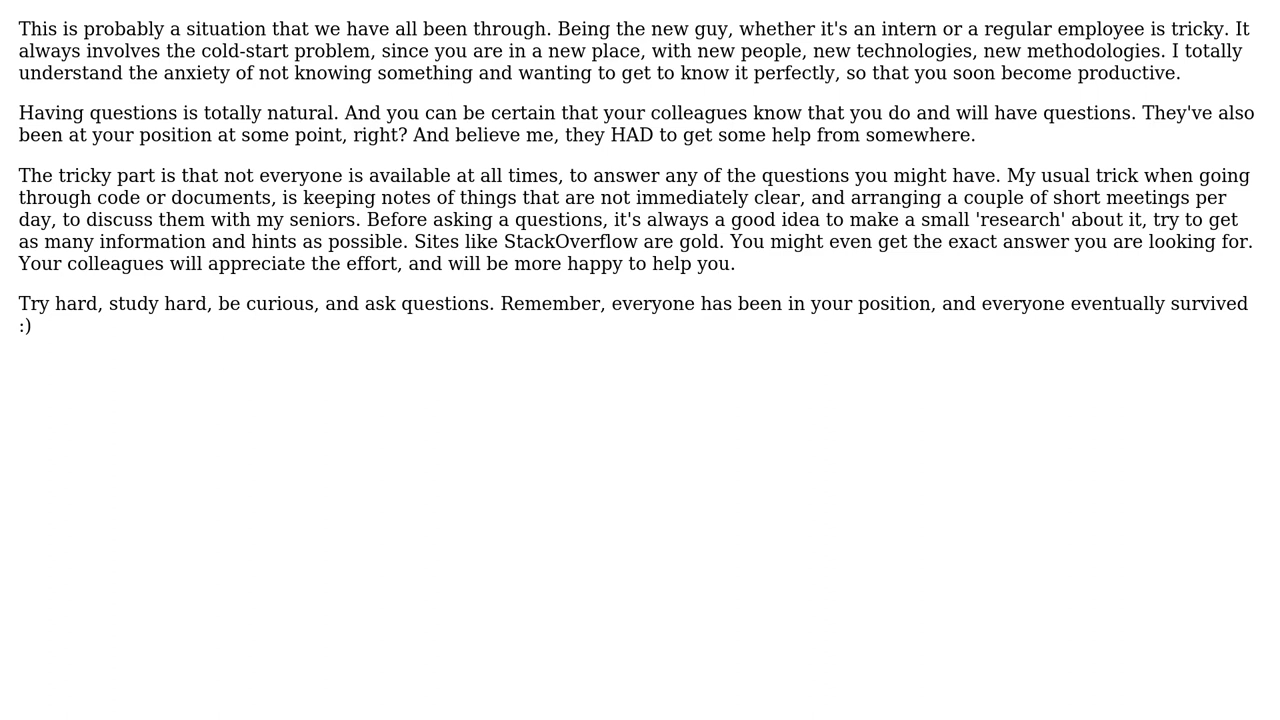 This is probably a situation that we have all been through. Being the new guy, whether it's an intern or a regular employee is tricky. It
always involves the cold-start problem, since you are in a new place, with new people, new technologies, new methodologies. I totally
understand the anxiety of not knowing something and wanting to get to know it perfectly, so that you soon become productive.
Having questions is totally natural. And you can be certain that your colleagues know that you do and will have questions. They've also
been at your position at some point, right? And believe me, they HAD to get some help from somewhere.
The tricky part is that not everyone is available at all times, to answer any of the questions you might have. My usual trick when going
through code or documents, is keeping notes of things that are not immediately clear, and arranging a couple of short meetings per
day, to discuss them with my seniors. Before asking a questions, it's always a good idea to make a small 'research' about it, try to get
as many information and hints as possible. Sites like StackOverflow are gold. You might even get the exact answer you are looking for.
Your colleagues will appreciate the effort, and will be more happy to help you.
Try hard, study hard, be curious, and ask questions. Remember, everyone has been in your position, and everyone eventually survived
:)